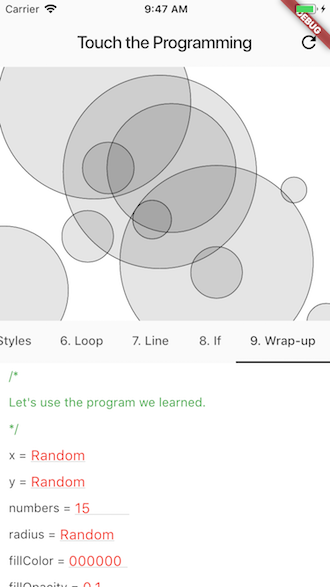 Carrier 9:47 AM
DEBUG
Touch the Programming
Styles 6. Loop 7. Line 8. If 9. Wrap-up
/*
Let's use the program we learned.
*/
x = Random
y = Random
numbers = 15
radius = Random
fillColor = 000000
fillOpacity = 0.1